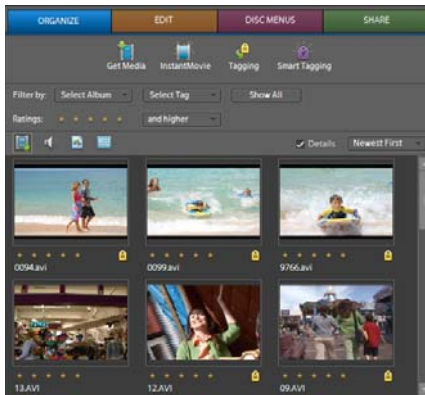 ORGANIZE EDIT DISC MENUS SHARE
Get Media InstantMovie Tagging Smart Tagging
Filter by: Select Album Select Tag Show All
Ratings: and higher
Details Newest First
0094.avi 0099.avi 9766.avi
13.AVI 12.AVI 09.AVI